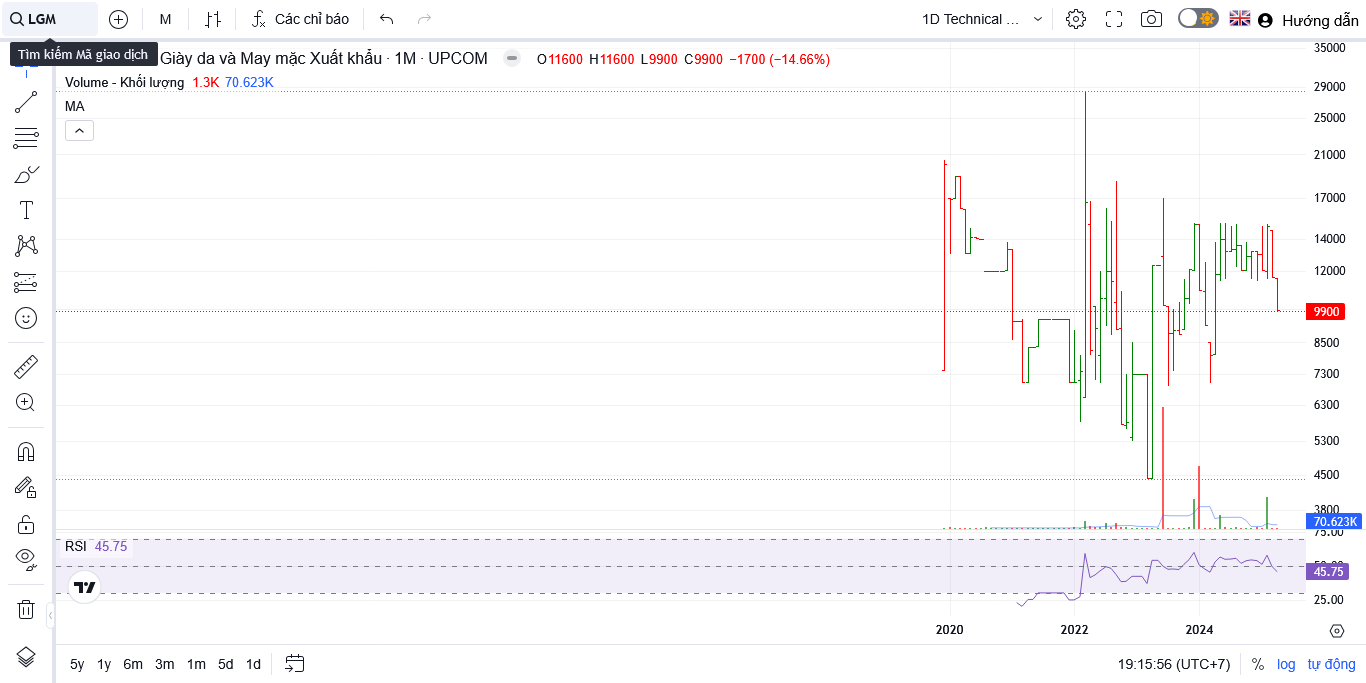 LGM
M
Các chỉ báo
1D Technical ...
Hướng dẫn
Tìm kiếm Mã giao dịch
Giày da và May mặc Xuất khẩu · 1M · UPCOM
O11600 H11600 L9900 C9900 −1700 (−14.66%)
Volume - Khối lượng 1.3K 70.623K
MA
35000
29000
25000
21000
17000
14000
12000
9900
8500
7300
6300
5300
4500
3800
70.623K
75.00
RSI 45.75
50.00
45.75
25.00
2020
2022
2024
5y 1y 6m 3m 1m 5d 1d
19:15:56 (UTC+7)
%
log
tự động